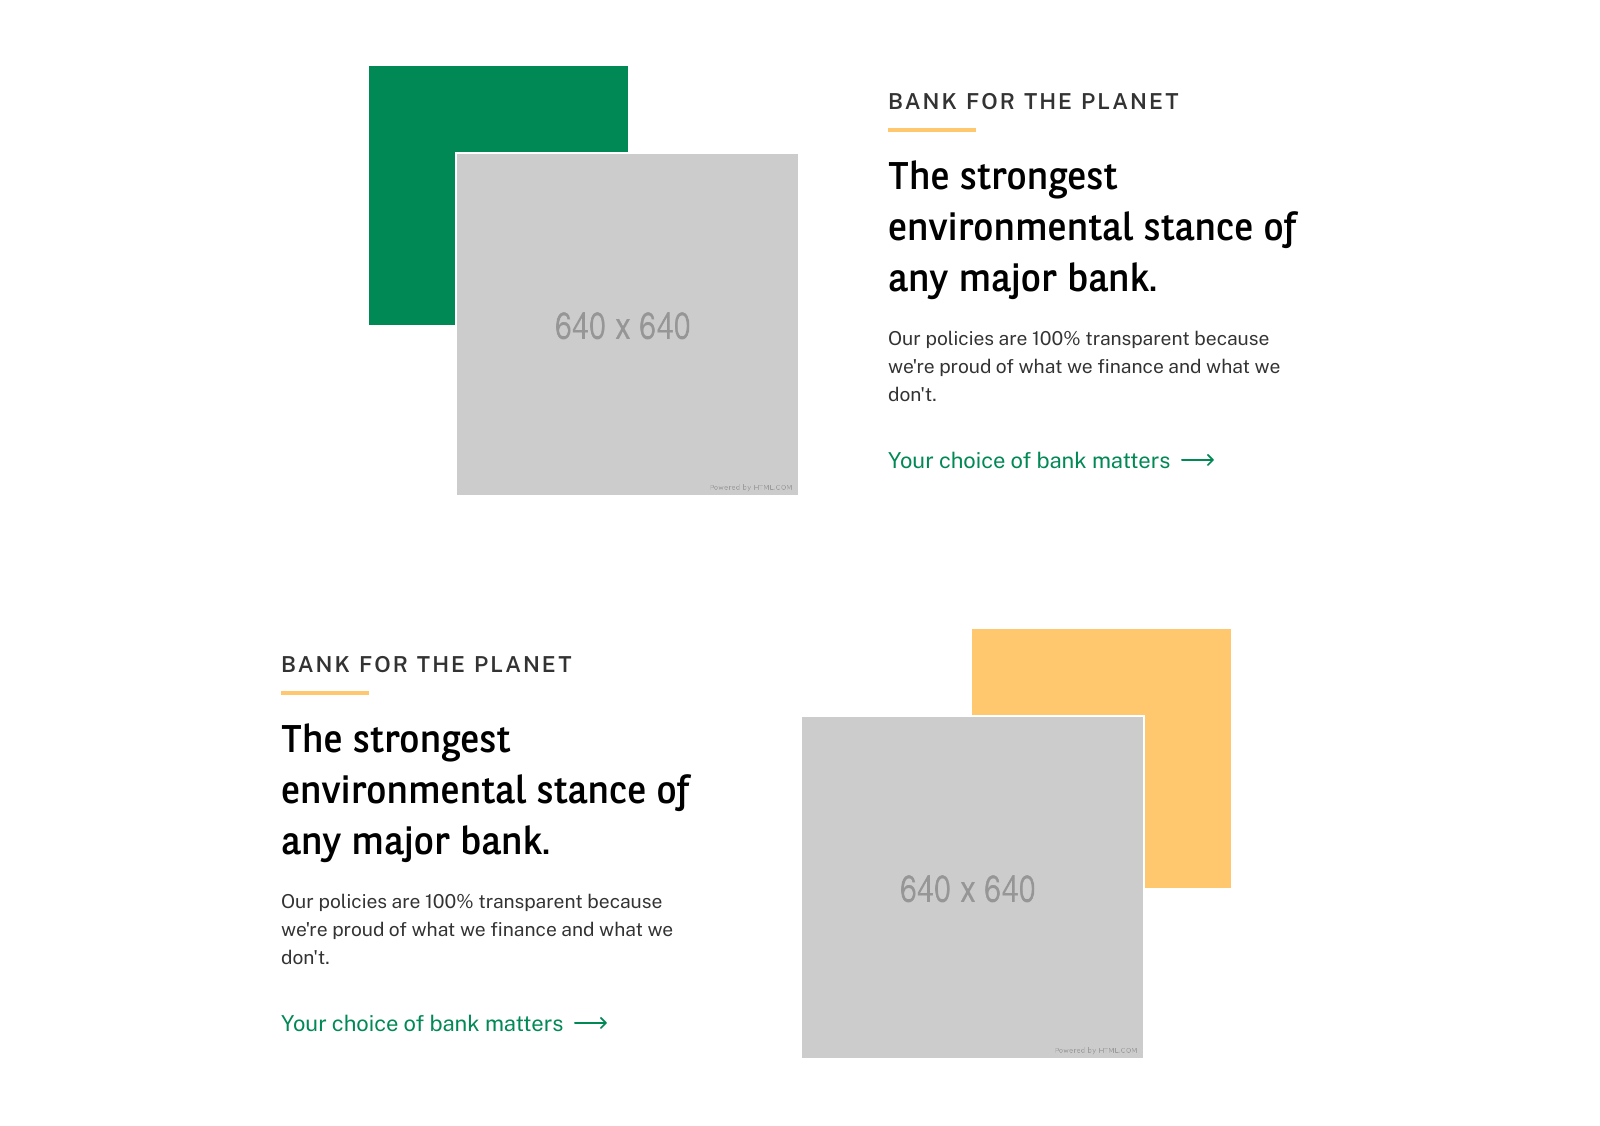 BANK FOR THE PLANET
The strongest
environmental stance of
any major bank.
Our policies are 100% transparent because
we're proud of what we finance and what we
don't.
Your choice of bank matters
640 x 640
Powered by HTML.COM
BANK FOR THE PLANET
The strongest
environmental stance of
any major bank.
Our policies are 100% transparent because
we're proud of what we finance and what we
don't.
Your choice of bank matters
640 x 640
Powered by HTML.COM